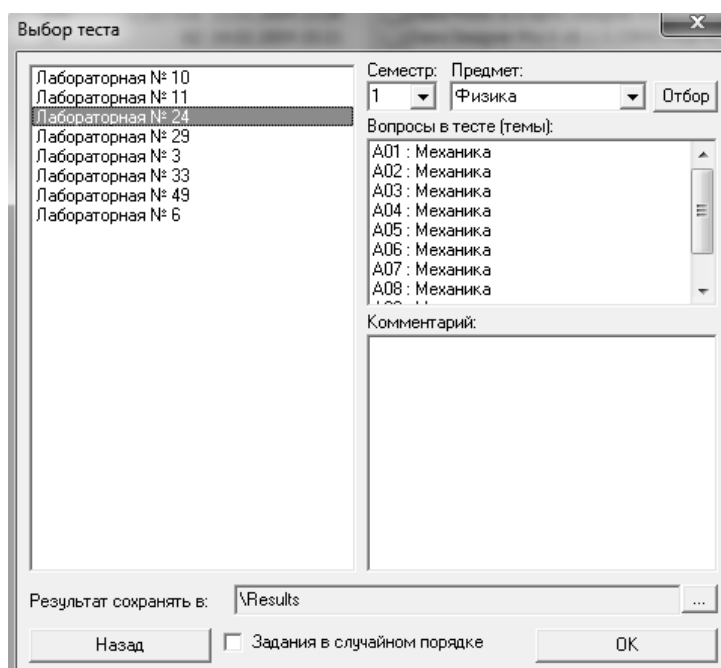 Выбор теста
Лабораторная № 10
Лабораторная № 11
Лабораторная № 24
Лабораторная № 29
Лабораторная № 3
Лабораторная № 33
Лабораторная № 49
Лабораторная № 6
Семестр: Предмет:
1 Физика Отбор
Вопросы в тесте (темы):
A01 : Механика
A02 : Механика
A03 : Механика
A04 : Механика
A05 : Механика
A06 : Механика
A07 : Механика
A08 : Механика
Комментарий:
Результат сохранять в: \Results ...
Назад Задания в случайном порядке OK